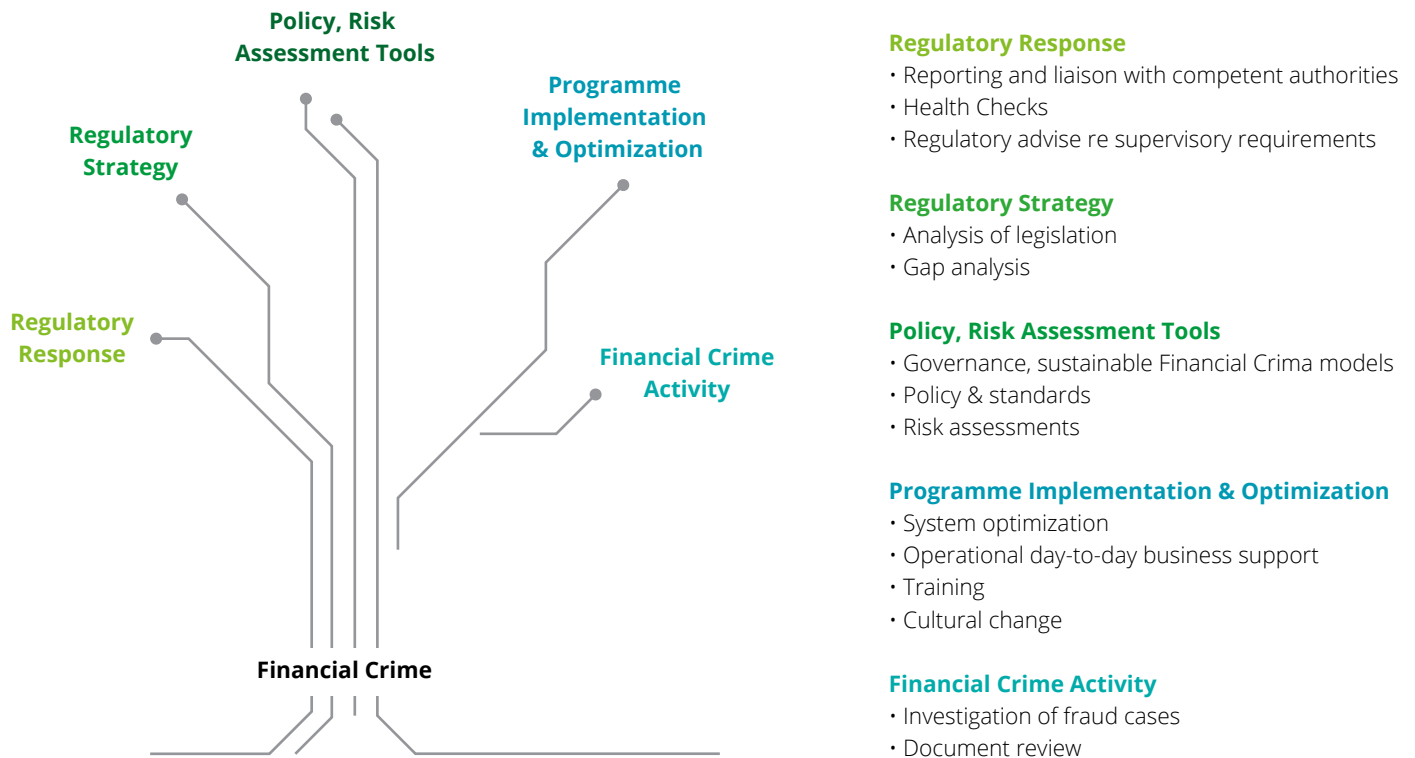 Policy, Risk
Assessment Tools
Programme
Implementation
& Optimization
Regulatory
Strategy
Regulatory
Response
Financial Crime
Activity
Financial Crime
Regulatory Response
• Reporting and liaison with competent authorities
• Health Checks
• Regulatory advise re supervisory requirements
Regulatory Strategy
• Analysis of legislation
• Gap analysis
Policy, Risk Assessment Tools
• Governance, sustainable Financial Crima models
• Policy & standards
• Risk assessments
Programme Implementation & Optimization
• System optimization
• Operational day-to-day business support
• Training
• Cultural change
Financial Crime Activity
• Investigation of fraud cases
• Document review